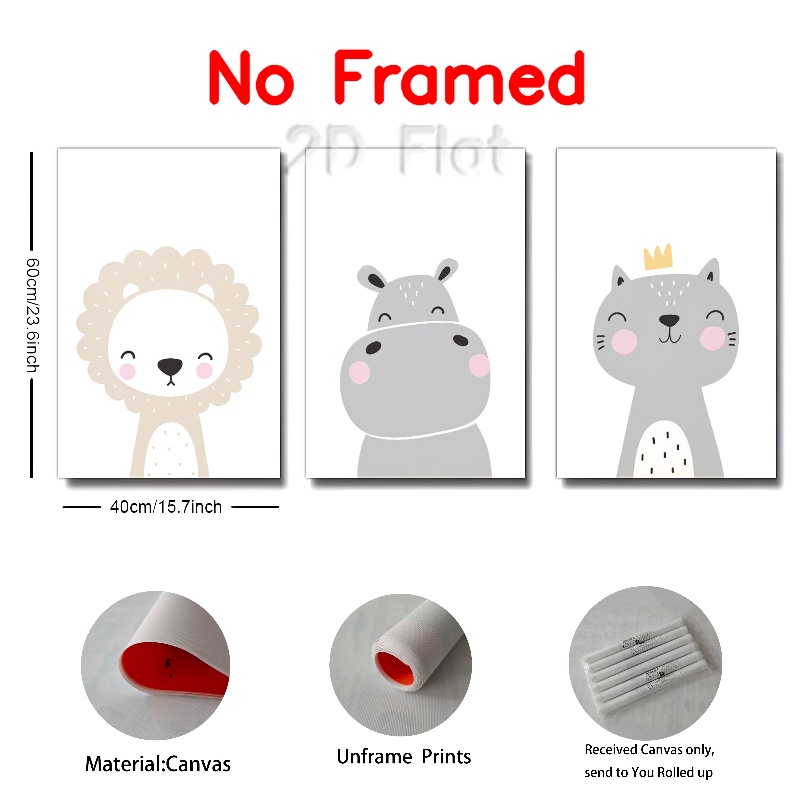 No Framed
2D Flat
60cm/23.6inch
40cm/15.7inch
Material:Canvas
Unframe Prints
Received Canvas only,
send to You Rolled up